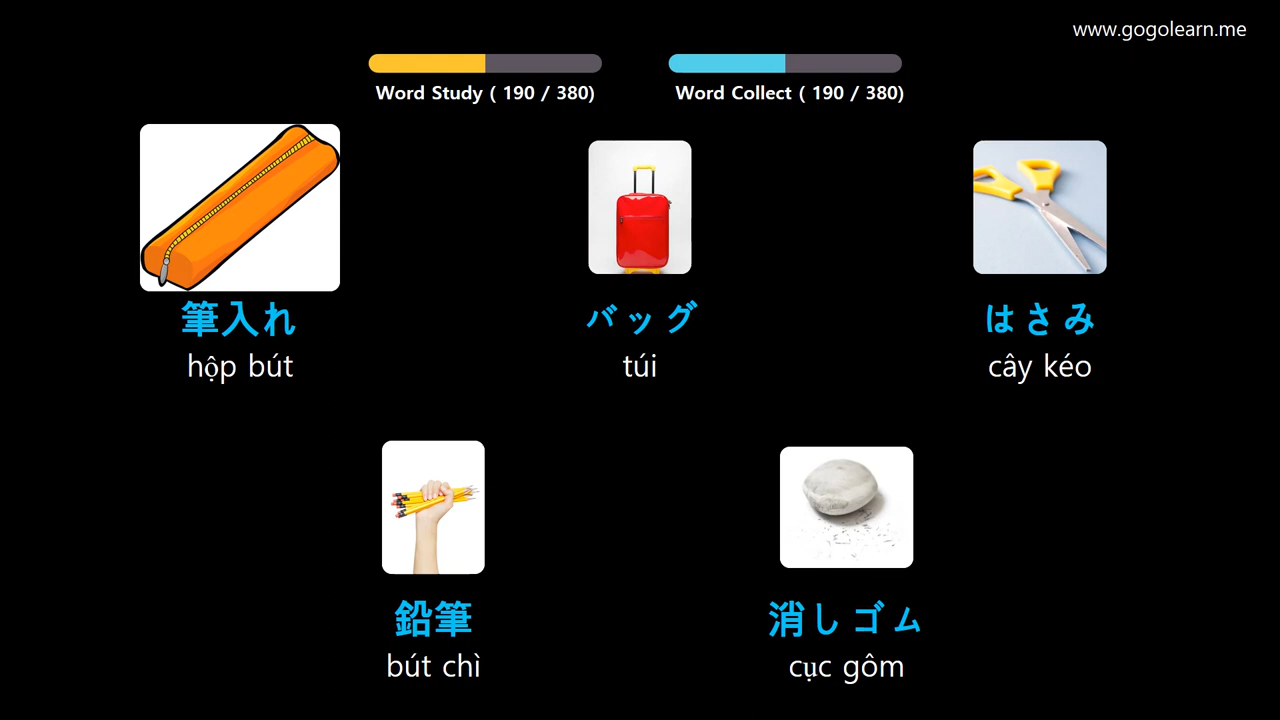 www.gogolearn.me
Word Study ( 190 / 380)
Word Collect ( 190 / 380)
筆入れ
hộp bút
バッグ
túi
はさみ
cây kéo
鉛筆
bút chì
消しゴム
cục gôm